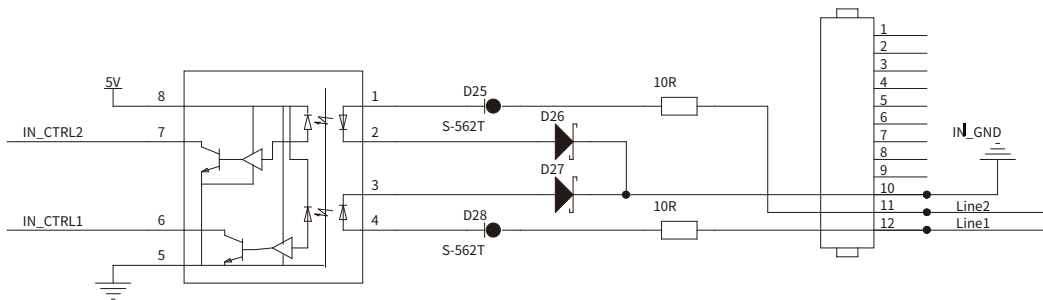 5V
8
IN_CTRL2
7
IN_CTRL1
6
5
1
D25
S-562T
10R
2
D26
3
D27
4
D28
S-562T
10R
1
2
3
4
5
6
7
8
9
10
11
12
IN_GND
Line2
Line1